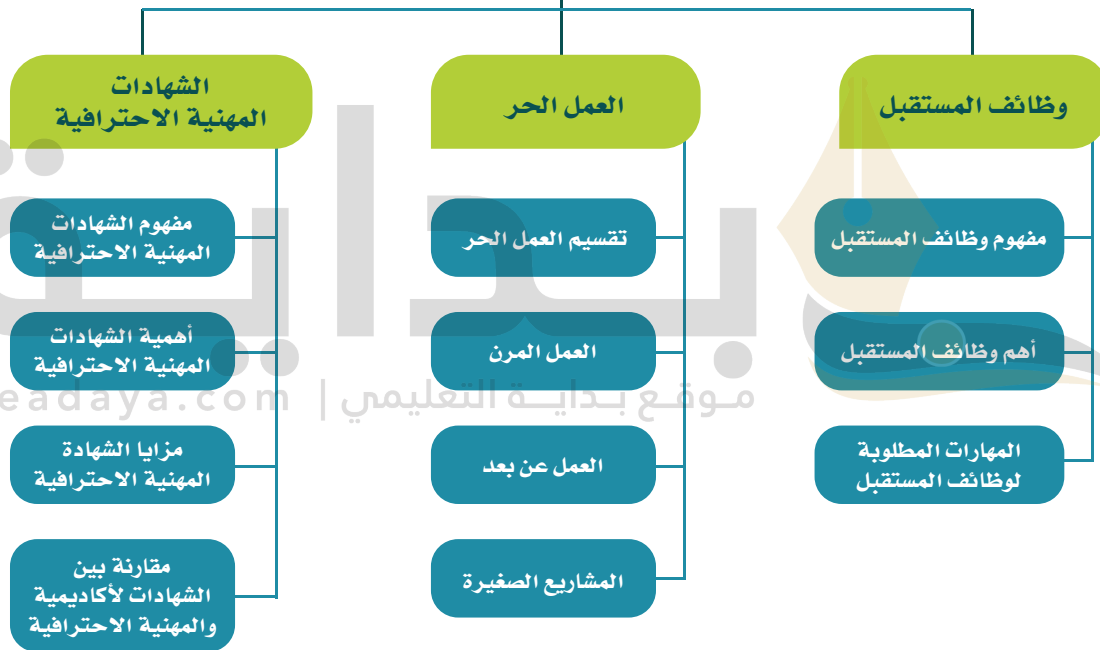 وظائف المستقبل
مفهوم وظائف المستقبل
أهم وظائف المستقبل
المهارات المطلوبة
لوظائف المستقبل
العمل الحر
تقسيم العمل الحر
العمل المرن
العمل عن بعد
المشاريع الصغيرة
الشهادات
المهنية الاحترافية
مفهوم الشهادات
المهنية الاحترافية
أهمية الشهادات
المهنية الاحترافية
مزايا الشهادة
المهنية الاحترافية
مقارنة بين
الشهادات لأكاديمية
والمهنية الاحترافية
بداية
موقع بداية التعليمي | eadaya.com